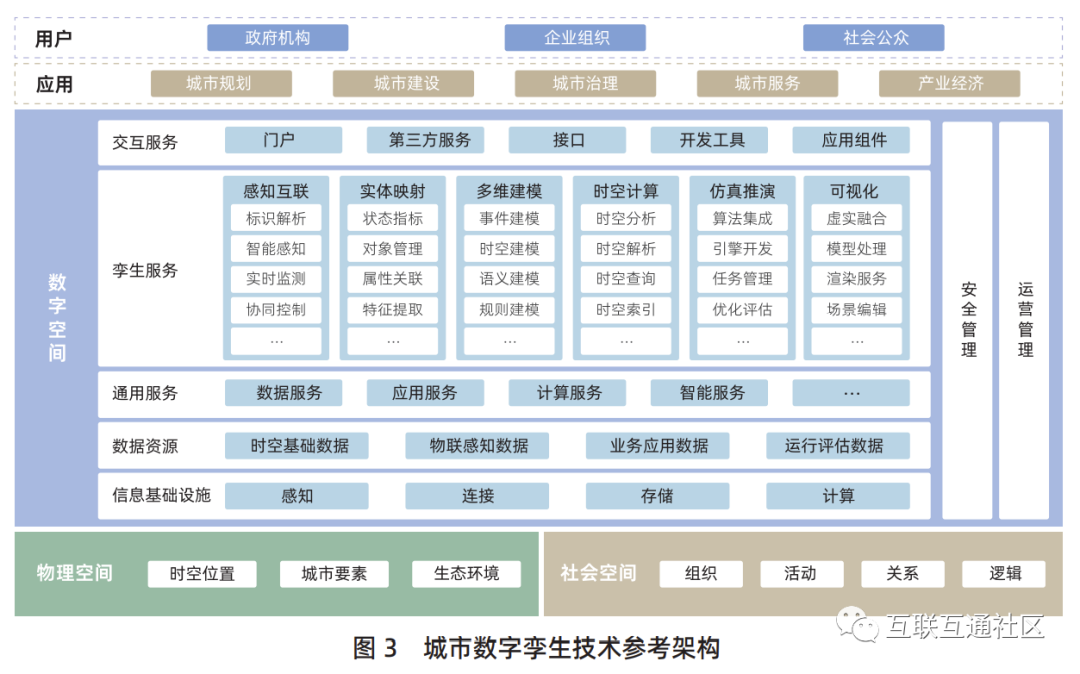 用户 政府机构 企业组织 社会公众
应用 城市规划 城市建设 城市治理 城市服务 产业经济
数字空间
交互服务 门户 第三方服务 接口 开发工具 应用组件
孪生服务
感知互联 实体映射 多维建模 时空计算 仿真推演 可视化
标识解析 状态指标 事件建模 时空分析 算法集成 虚实融合
智能感知 对象管理 时空建模 时空解析 引擎开发 模型处理
实时监测 属性关联 语义建模 时空查询 任务管理 渲染服务
协同控制 特征提取 规则建模 时空索引 优化评估 场景编辑
… … … … … …
通用服务 数据服务 应用服务 计算服务 智能服务 …
数据资源 时空基础数据 物联感知数据 业务应用数据 运行评估数据
信息基础设施 感知 连接 存储 计算
安全管理
运营管理
物理空间 时空位置 城市要素 生态环境
社会空间 组织 活动 关系 逻辑
互联互通社区
图 3 城市数字孪生技术参考架构